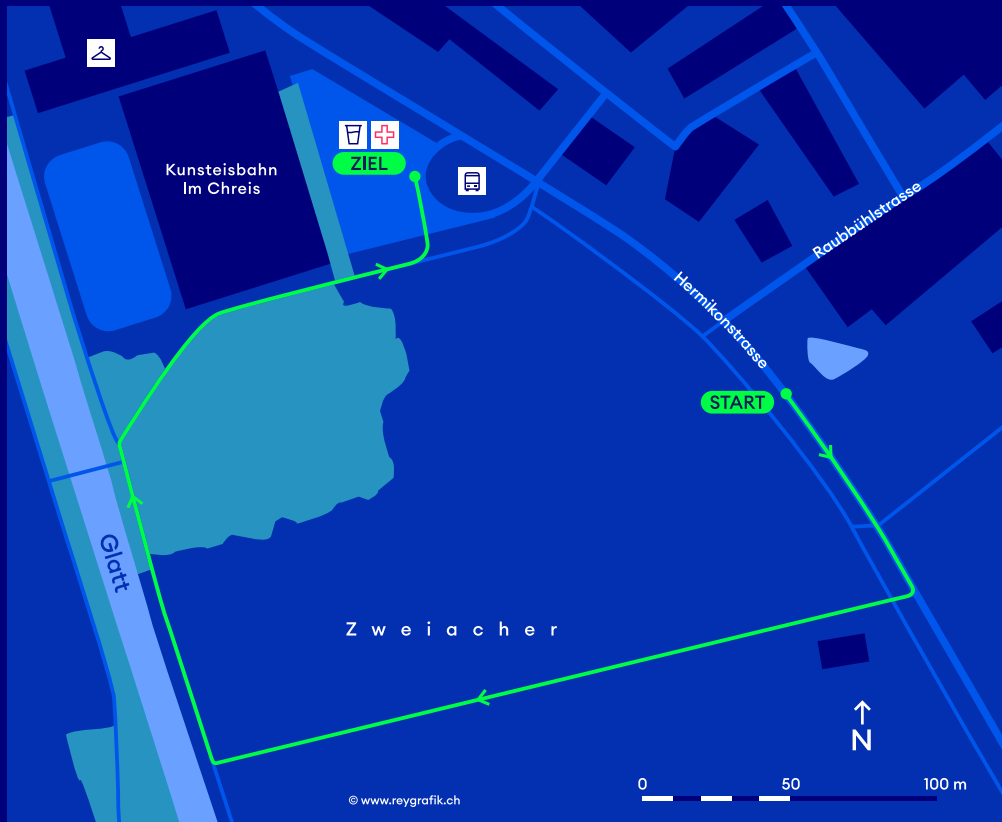 Kunsteisbahn
Im Chreis
ZIEL
Raubbühlstrasse
Hermikonstrasse
START
Glatt
Zweiacher
N
0 50 100 m
© www.reygrafik.ch